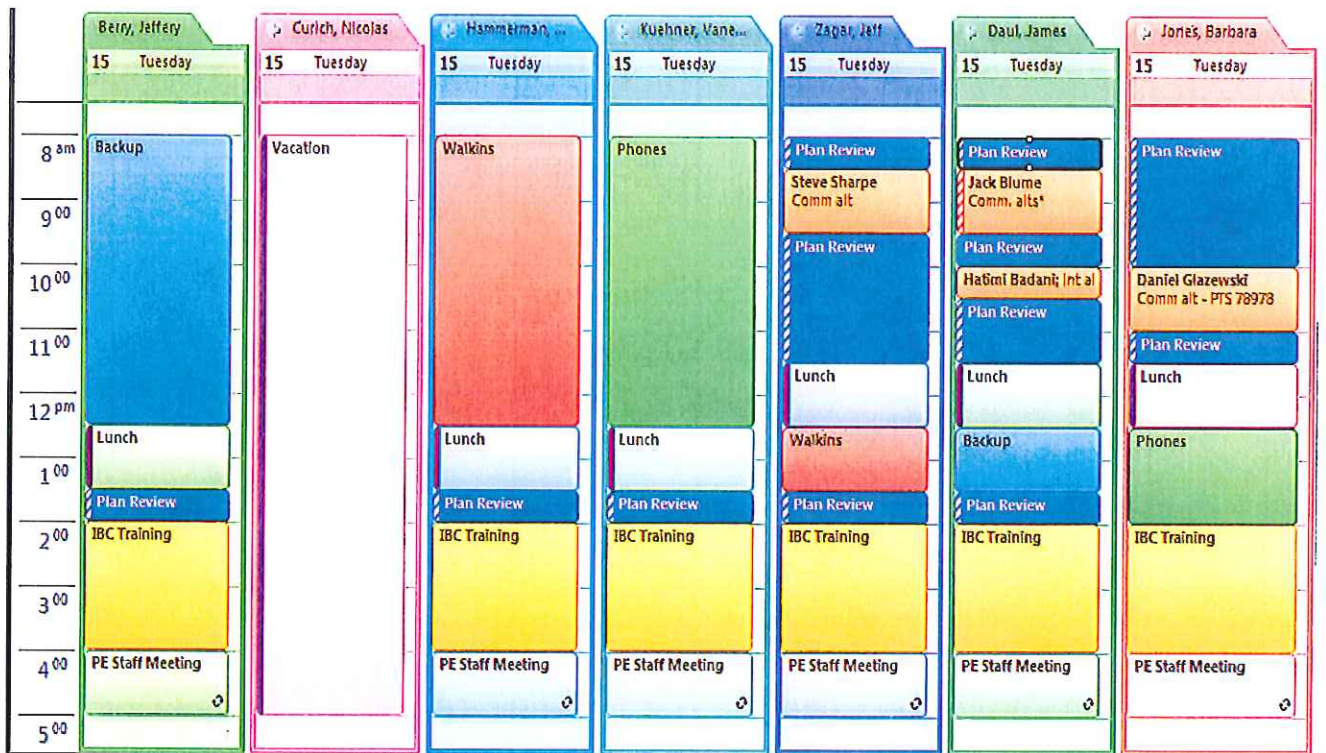 Berry, Jeffery
15 Tuesday
Backup
Lunch
Plan Review
IBC Training
PE Staff Meeting
Curich, Nicolas
15 Tuesday
Vacation
Hammerman, ...
15 Tuesday
Walkins
Lunch
Plan Review
IBC Training
PE Staff Meeting
Kuehner, Vane...
15 Tuesday
Phones
Lunch
Plan Review
IBC Training
PE Staff Meeting
Zagar, Jeff
15 Tuesday
Plan Review
Steve Sharpe
Comm alt
Plan Review
Lunch
Walkins
Plan Review
IBC Training
PE Staff Meeting
Daul, James
15 Tuesday
Plan Review
Jack Blume
Comm. alts*
Plan Review
Hatimi Badani; Int al
Plan Review
Lunch
Backup
Plan Review
IBC Training
PE Staff Meeting
Jones, Barbara
15 Tuesday
Plan Review
Daniel Glazewski
Comm alt - PTS 78978
Plan Review
Lunch
Phones
IBC Training
PE Staff Meeting
8 am
9 00
10 00
11 00
12 pm
1 00
2 00
3 00
4 00
5 00